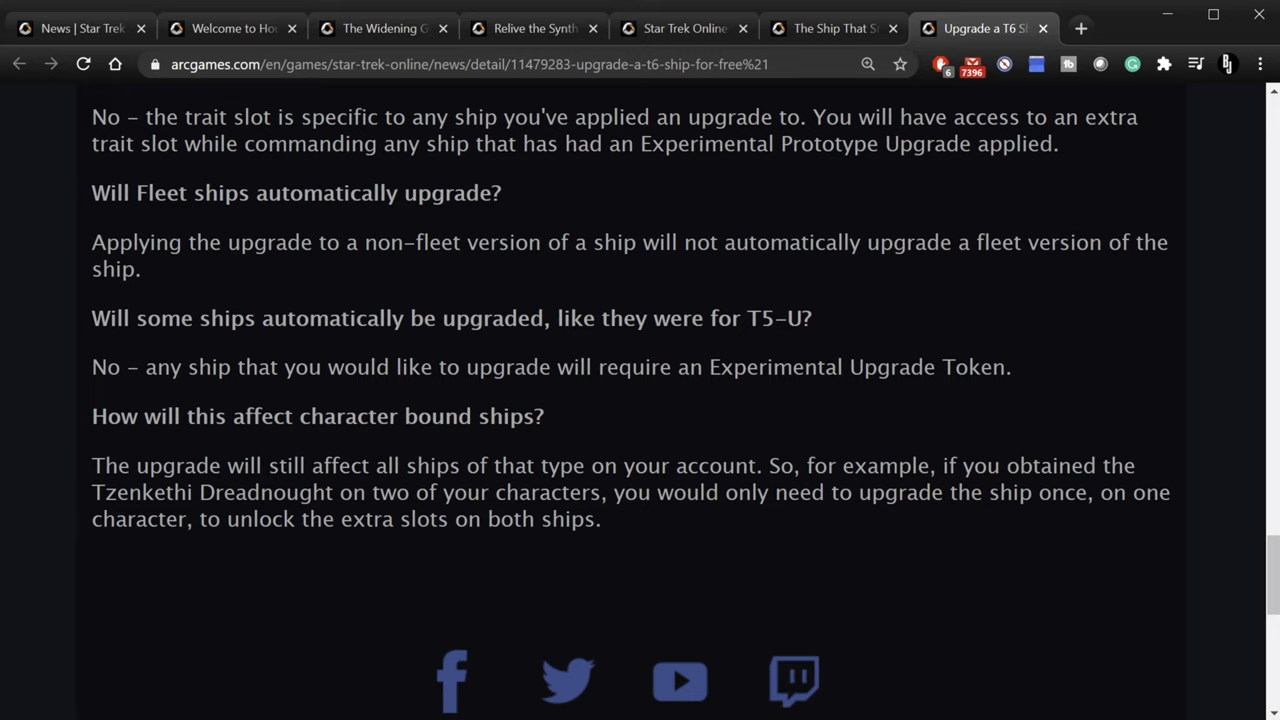 News | Star Trek
Welcome to Hou
The Widening G
Relive the Synth
Star Trek Online
The Ship That S
Upgrade a T6 Sh
arcgames.com/en/games/star-trek-online/news/detail/11479283-upgrade-a-t6-ship-for-free%21
6
7396
No – the trait slot is specific to any ship you've applied an upgrade to. You will have access to an extra
trait slot while commanding any ship that has had an Experimental Prototype Upgrade applied.
Will Fleet ships automatically upgrade?
Applying the upgrade to a non-fleet version of a ship will not automatically upgrade a fleet version of the
ship.
Will some ships automatically be upgraded, like they were for T5-U?
No – any ship that you would like to upgrade will require an Experimental Upgrade Token.
How will this affect character bound ships?
The upgrade will still affect all ships of that type on your account. So, for example, if you obtained the
Tzenkethi Dreadnought on two of your characters, you would only need to upgrade the ship once, on one
character, to unlock the extra slots on both ships.